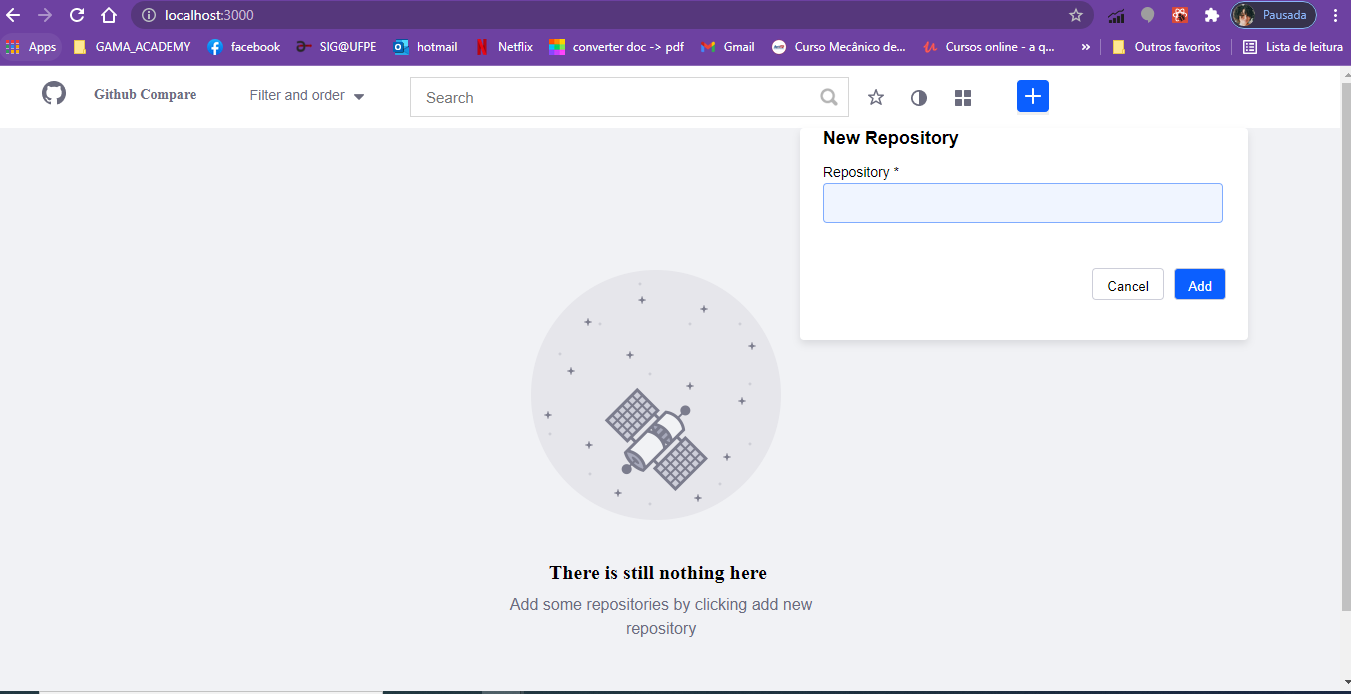 localhost:3000
Pausada
Apps GAMA_ACADEMY facebook SIG@UFPE hotmail Netflix converter doc -> pdf Gmail Curso Mecânico de... Cursos online - a q... » Outros favoritos Lista de leitura
Github Compare Filter and order Search
New Repository
Repository *
Cancel Add
There is still nothing here
Add some repositories by clicking add new
repository